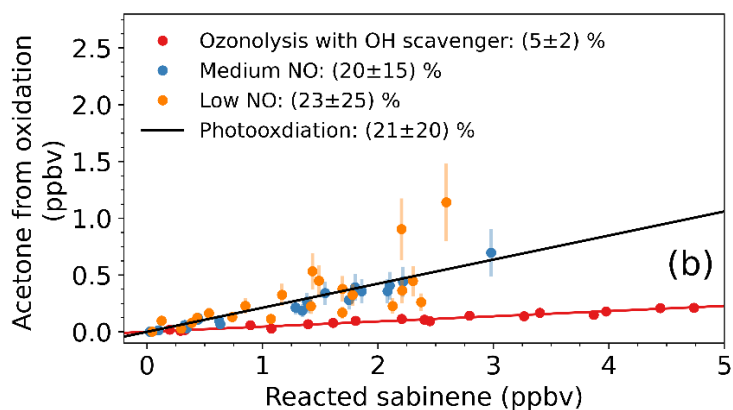 Ozonolysis with OH scavenger: (5±2) %
Medium NO: (20±15) %
Low NO: (23±25) %
Photooxdiation: (21±20) %
(b)
Acetone from oxidation
(ppbv)
2.5
2.0
1.5
1.0
0.5
0.0
0 1 2 3 4 5
Reacted sabinene (ppbv)